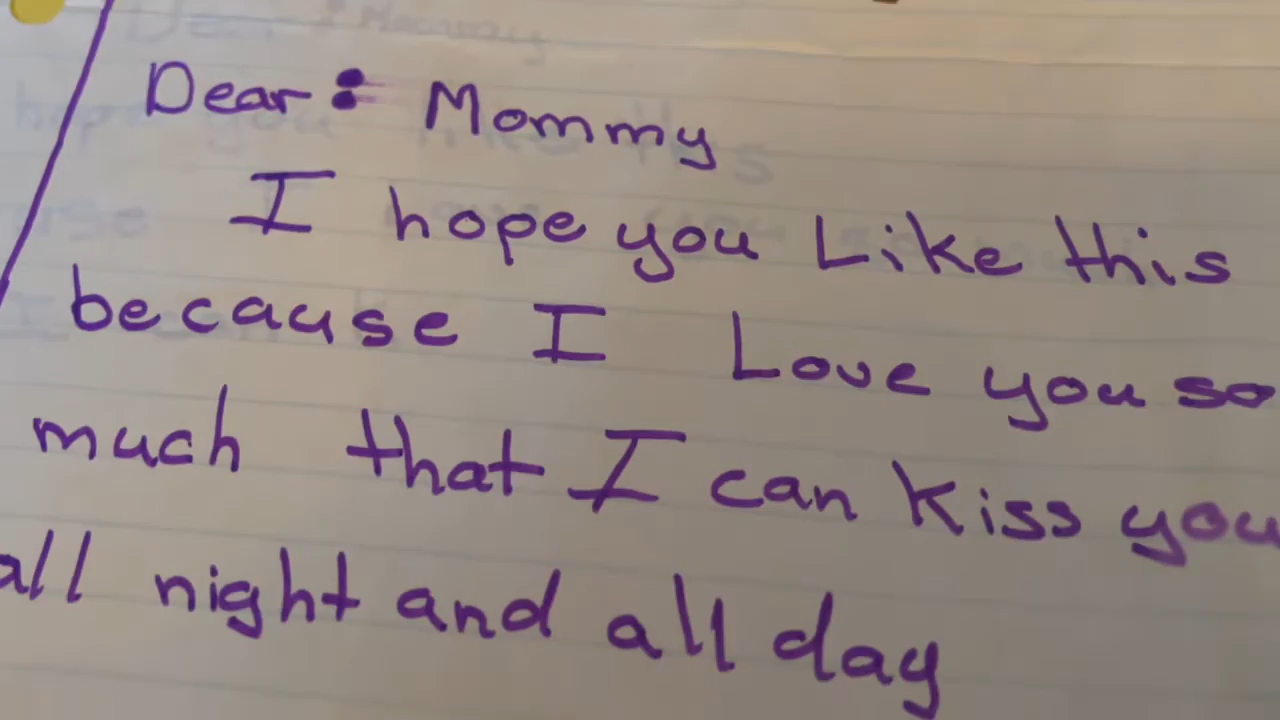 Dear: Mommy
I hope you Like this
because I Love you so
much that I can Kiss you
all night and all day